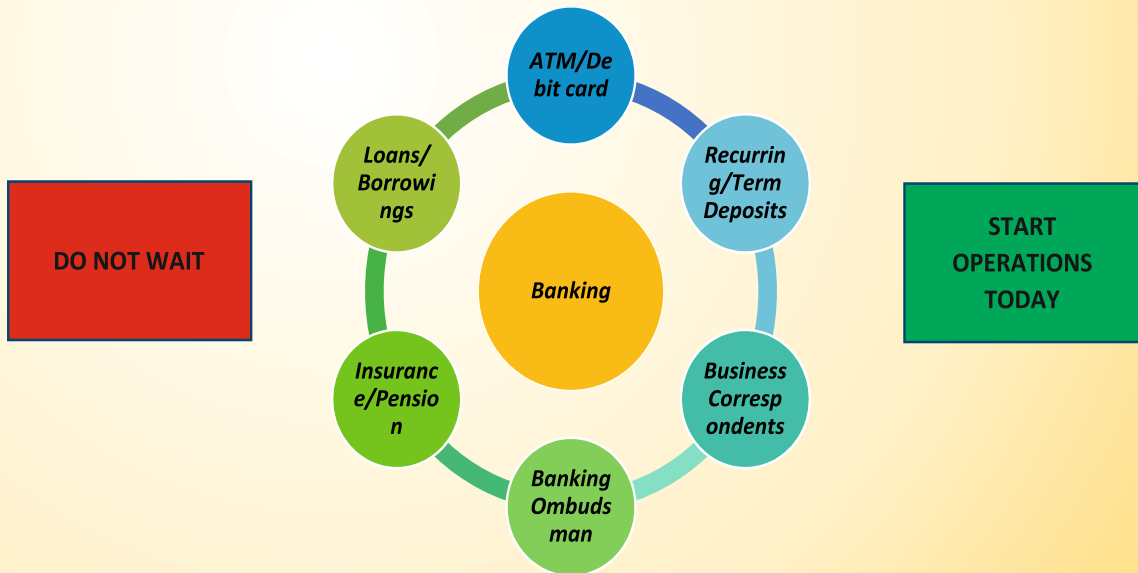 ATM/De
bit card
Recurrin
g/Term
Deposits
Business
Corresp
ondents
Banking
Ombuds
man
Insuranc
e/Pensio
n
Loans/
Borrowi
ngs
Banking
DO NOT WAIT
START
OPERATIONS
TODAY